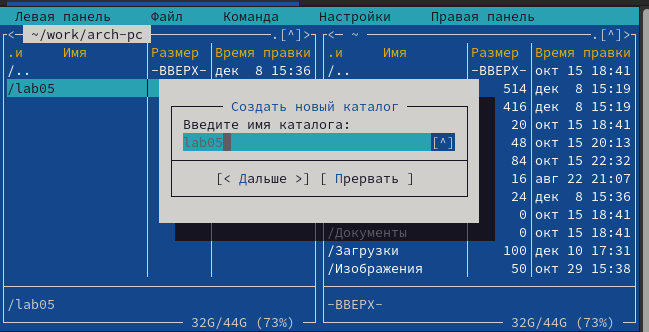 Левая панель Файл Команда Настройки Правая панель
<— ~/work/arch-pc .[^]>
<— ~ .[^]>
.и Имя Размер Время правки
.и Имя Размер Время правки
/.. -ВВЕРХ- дек 8 15:36
/.. -ВВЕРХ- окт 15 18:41
/lab05
514 дек 8 15:19
416 дек 8 15:19
20 окт 15 18:41
48 окт 15 20:13
84 окт 15 22:32
16 авг 22 21:07
24 дек 8 15:36
0 окт 15 18:41
/Документы 0 окт 15 18:41
/Загрузки 100 дек 10 17:31
/Изображения 50 окт 29 15:38
Создать новый каталог
Введите имя каталога:
lab05 [^]
[< Дальше >] [ Прервать ]
/lab05
-ВВЕРХ-
32G/44G (73%)
32G/44G (73%)